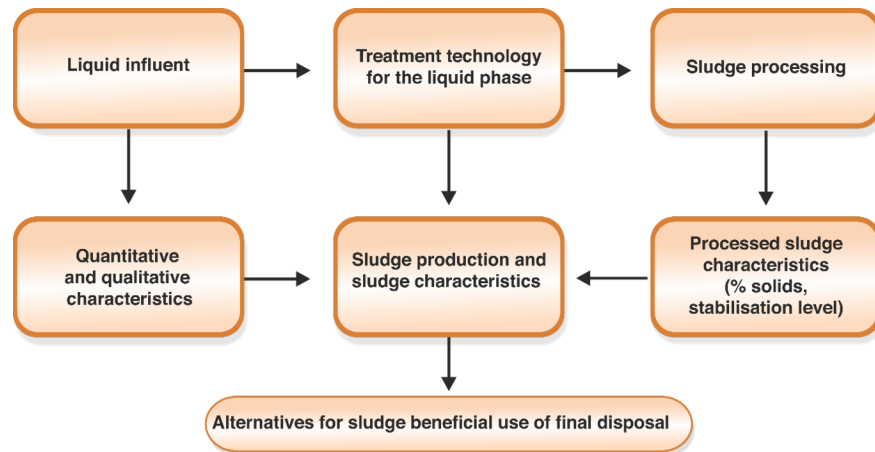 Liquid influent
Treatment technology
for the liquid phase
Sludge processing
Quantitative
and qualitative
characteristics
Sludge production and
sludge characteristics
Processed sludge
characteristics
(% solids,
stabilisation level)
Alternatives for sludge beneficial use of final disposal